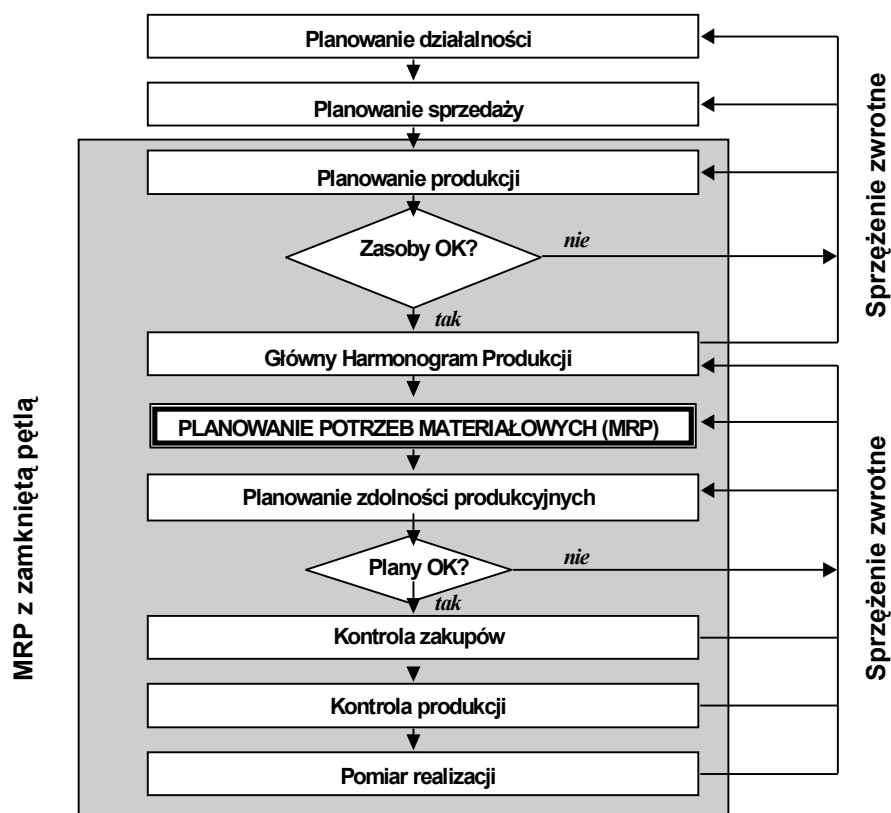 Planowanie działalności
Planowanie sprzedaży
Planowanie produkcji
Zasoby OK?
nie
tak
Główny Harmonogram Produkcji
PLANOWANIE POTRZEB MATERIAŁOWYCH (MRP)
Planowanie zdolności produkcyjnych
Plany OK?
nie
tak
Kontrola zakupów
Kontrola produkcji
Pomiar realizacji
MRP z zamkniętą pętlą
Sprzężenie zwrotne
Sprzężenie zwrotne